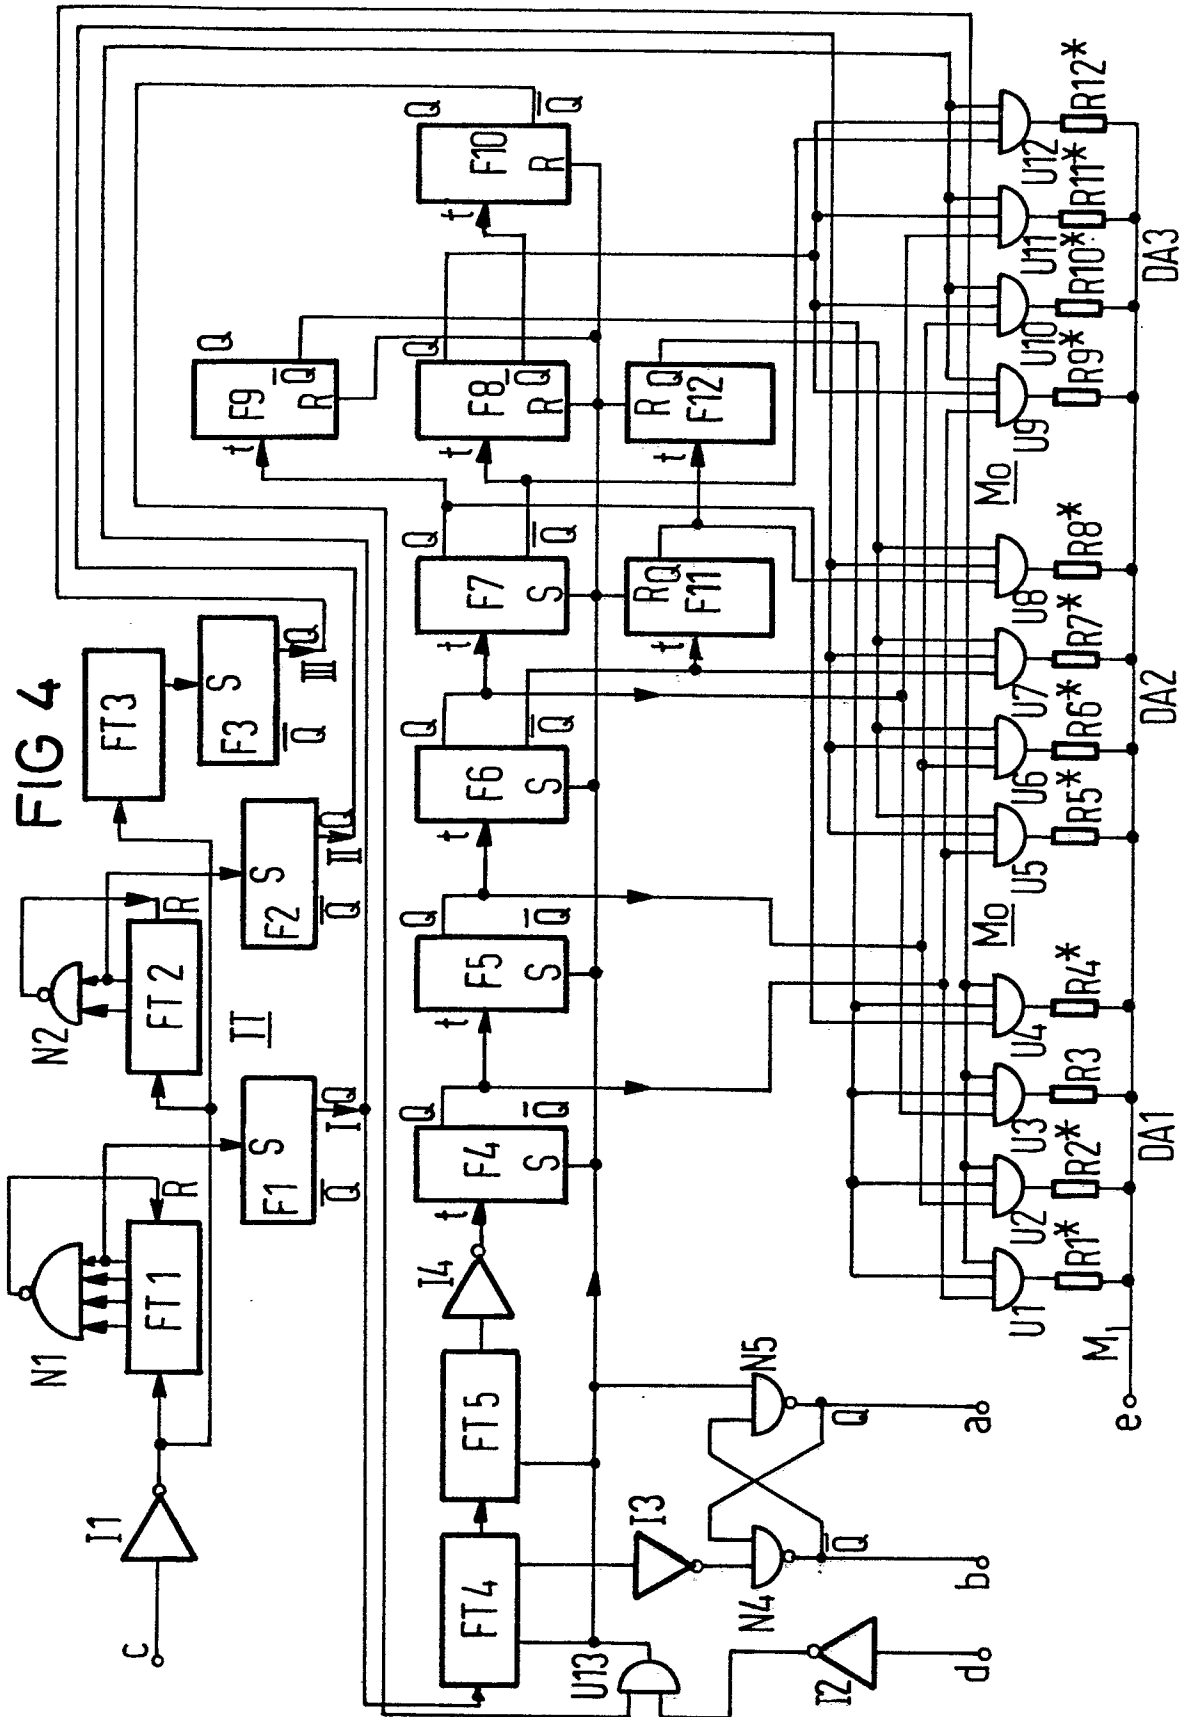 FIG 4
c
I1
N1
FT1
R
F1
S
Q
Q̅
I
TT
N2
FT 2
R
F2
S
Q
Q̅
II
FT3
F3
S
Q
Q̅
III
FT4
FT5
I4
t
F4
S
Q
Q̅
t
F5
S
Q
Q̅
t
F6
S
Q
Q̅
t
F7
S
Q
Q̅
t
F8
R
Q
Q̅
t
F9
R
Q
Q̅
t
F10
R
Q
Q̅
t
F11
R
Q
t
F12
R
Q
U13
I2
I3
N4
N5
Q̅
Q
d
b
a
e
M
U1
U2
U3
U4
Mo
U5
U6
U7
U8
Mo
U9
U10
U11
U12
R1*
R2*
R3
R4*
R5*
R6*
R7*
R8*
R9*
R10*
R11*
R12*
DA1
DA2
DA3